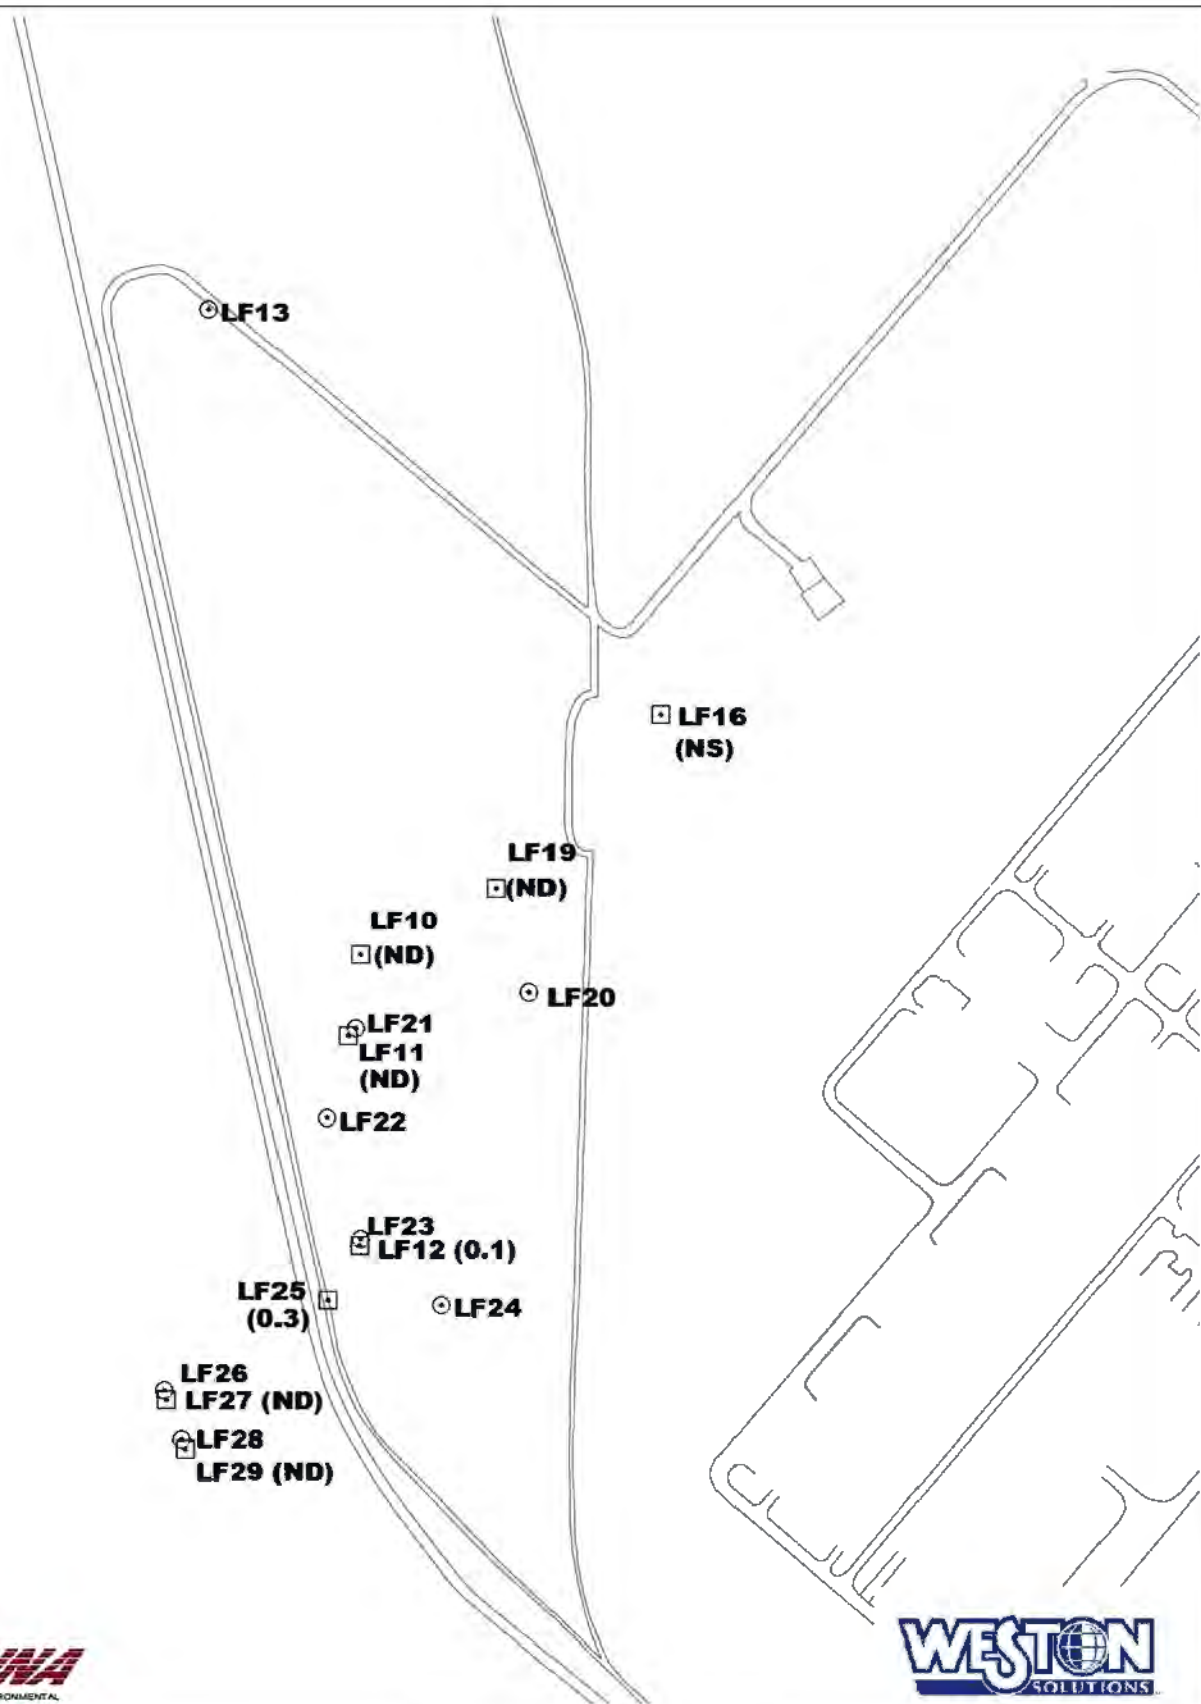 LF13
LF16
(NS)
LF19
(ND)
LF10
(ND)
LF20
LF21
LF11
(ND)
LF22
LF23
LF12 (0.1)
LF25
(0.3)
LF24
LF26
LF27 (ND)
LF28
LF29 (ND)
WESTON
SOLUTIONS